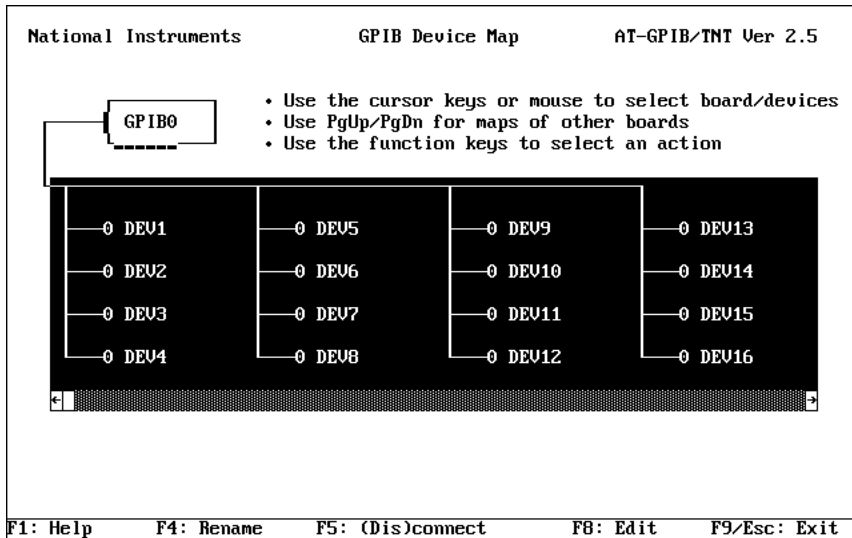 National Instruments GPIB Device Map AT-GPIB/TNT Ver 2.5
• Use the cursor keys or mouse to select board/devices
GPIB0 • Use PgUp/PgDn for maps of other boards
• Use the function keys to select an action
0 DEV1 0 DEV5 0 DEV9 0 DEV13
0 DEV2 0 DEV6 0 DEV10 0 DEV14
0 DEV3 0 DEV7 0 DEV11 0 DEV15
0 DEV4 0 DEV8 0 DEV12 0 DEV16
F1: Help F4: Rename F5: (Dis)connect F8: Edit F9/Esc: Exit